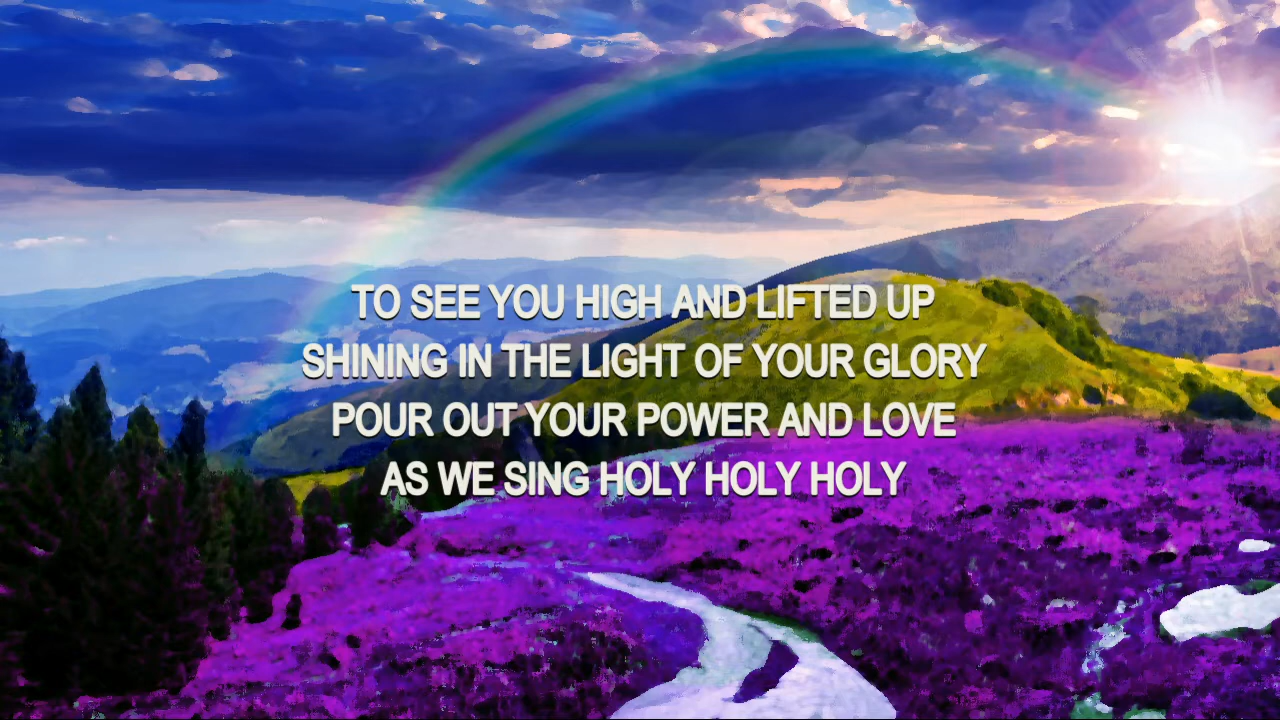 TO SEE YOU HIGH AND LIFTED UP
SHINING IN THE LIGHT OF YOUR GLORY
POUR OUT YOUR POWER AND LOVE
AS WE SING HOLY HOLY HOLY